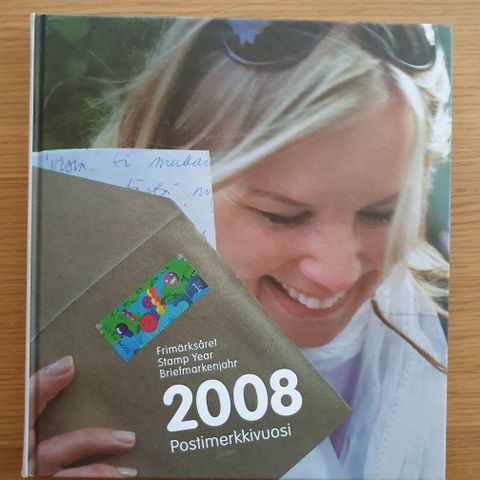 Frimärksåret
Stamp Year
Briefmarkenjahr
2008
Postimerkkivuosi